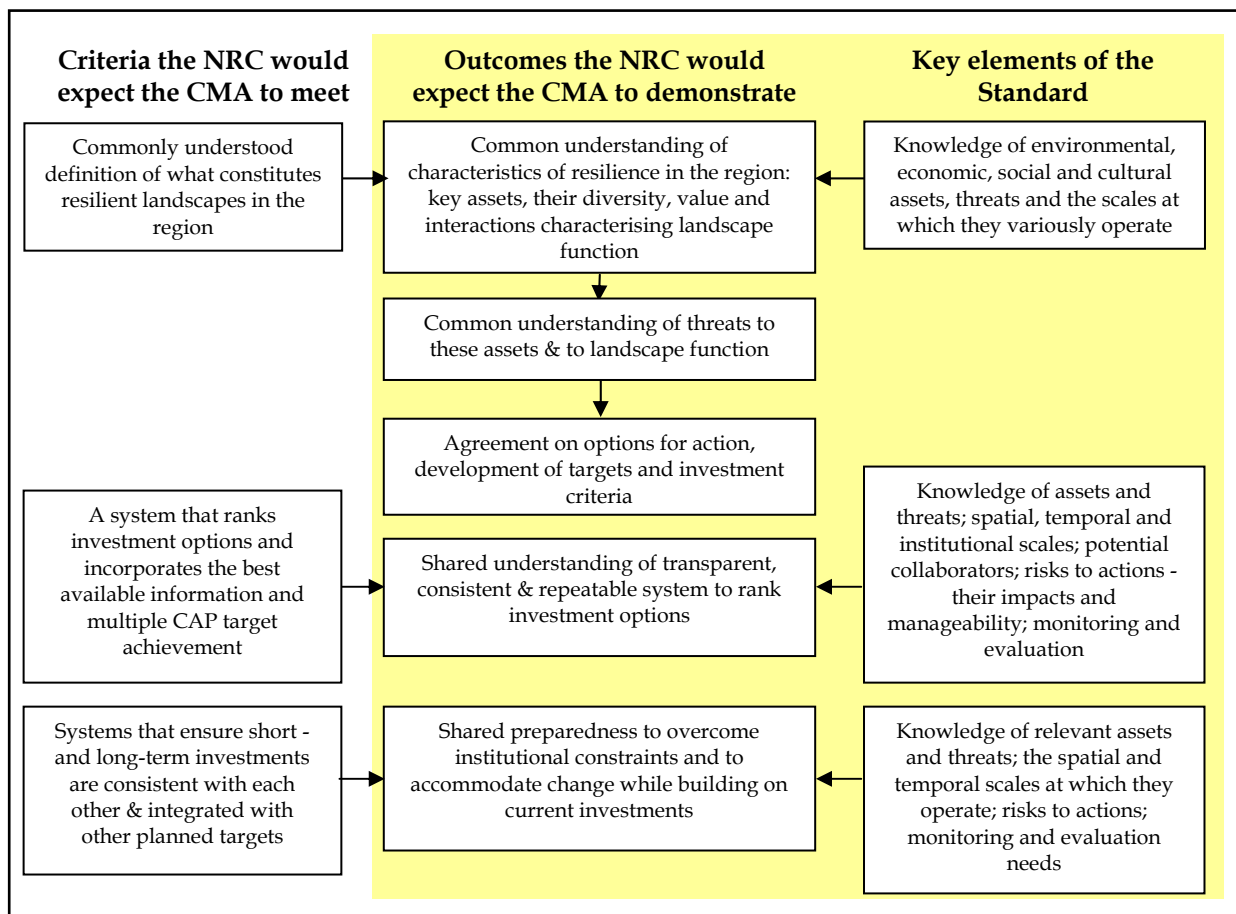 Criteria the NRC would
expect the CMA to meet
Outcomes the NRC would
expect the CMA to demonstrate
Key elements of the
Standard
Commonly understood
definition of what constitutes
resilient landscapes in the
region
Common understanding of
characteristics of resilience in the region:
key assets, their diversity, value and
interactions characterising landscape
function
Knowledge of environmental,
economic, social and cultural
assets, threats and the scales at
which they variously operate
Common understanding of threats to
these assets & to landscape function
Agreement on options for action,
development of targets and investment
criteria
A system that ranks
investment options and
incorporates the best
available information and
multiple CAP target
achievement
Shared understanding of transparent,
consistent & repeatable system to rank
investment options
Knowledge of assets and
threats; spatial, temporal and
institutional scales; potential
collaborators; risks to actions -
their impacts and
manageability; monitoring and
evaluation
Systems that ensure short -
and long-term investments
are consistent with each
other & integrated with
other planned targets
Shared preparedness to overcome
institutional constraints and to
accommodate change while building on
current investments
Knowledge of relevant assets
and threats; the spatial and
temporal scales at which they
operate; risks to actions;
monitoring and evaluation
needs